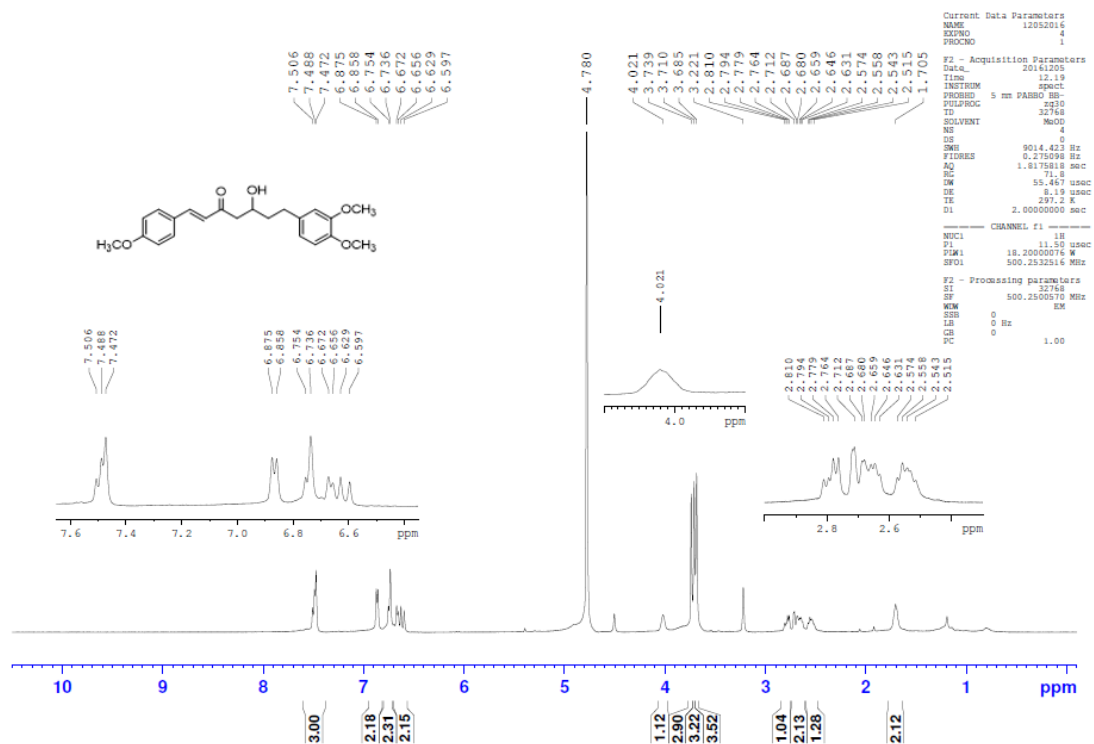 Current Data Parameters
NAME 12052016
EXPNO 4
PROCNO 1
F2 - Acquisition Parameters
Date_ 20161205
Time 12.19
INSTRUM spect
PROBHD 5 mm PABBO BB-
PULPROG zg30
TD 32768
SOLVENT MeOD
NS 4
DS 0
SWH 9014.423 Hz
FIDRES 0.275098 Hz
AQ 1.8175818 sec
RG 71.8
DW 55.467 usec
DE 8.19 usec
TE 297.2 K
D1 2.00000000 sec
CHANNEL f1
NUC1 1H
P1 11.50 usec
PLW1 18.20000076 W
SFO1 500.2532516 MHz
F2 - Processing parameters
SI 32768
SF 500.2500570 MHz
WDW EM
SSB 0
LB 0 Hz
GB 0
PC 1.00
7.506
7.488
7.472
6.875
6.858
6.754
6.736
6.672
6.656
6.629
6.597
4.780
4.021
3.739
3.710
3.685
3.221
2.810
2.794
2.779
2.764
2.712
2.687
2.680
2.659
2.646
2.631
2.574
2.558
2.543
2.515
1.705
O OH
OCH3
H3CO OCH3
7.506
7.488
7.472
6.875
6.858
6.754
6.736
6.672
6.656
6.629
6.597
7.6 7.4 7.2 7.0 6.8 6.6 ppm
4.021
4.0 ppm
2.810
2.794
2.779
2.764
2.712
2.687
2.680
2.659
2.646
2.631
2.574
2.558
2.543
2.515
2.8 2.6 ppm
10 9 8 7 6 5 4 3 2 1 ppm
3.00
2.18
2.31
2.15
1.12
2.90
3.22
3.52
1.04
2.13
1.28
2.12